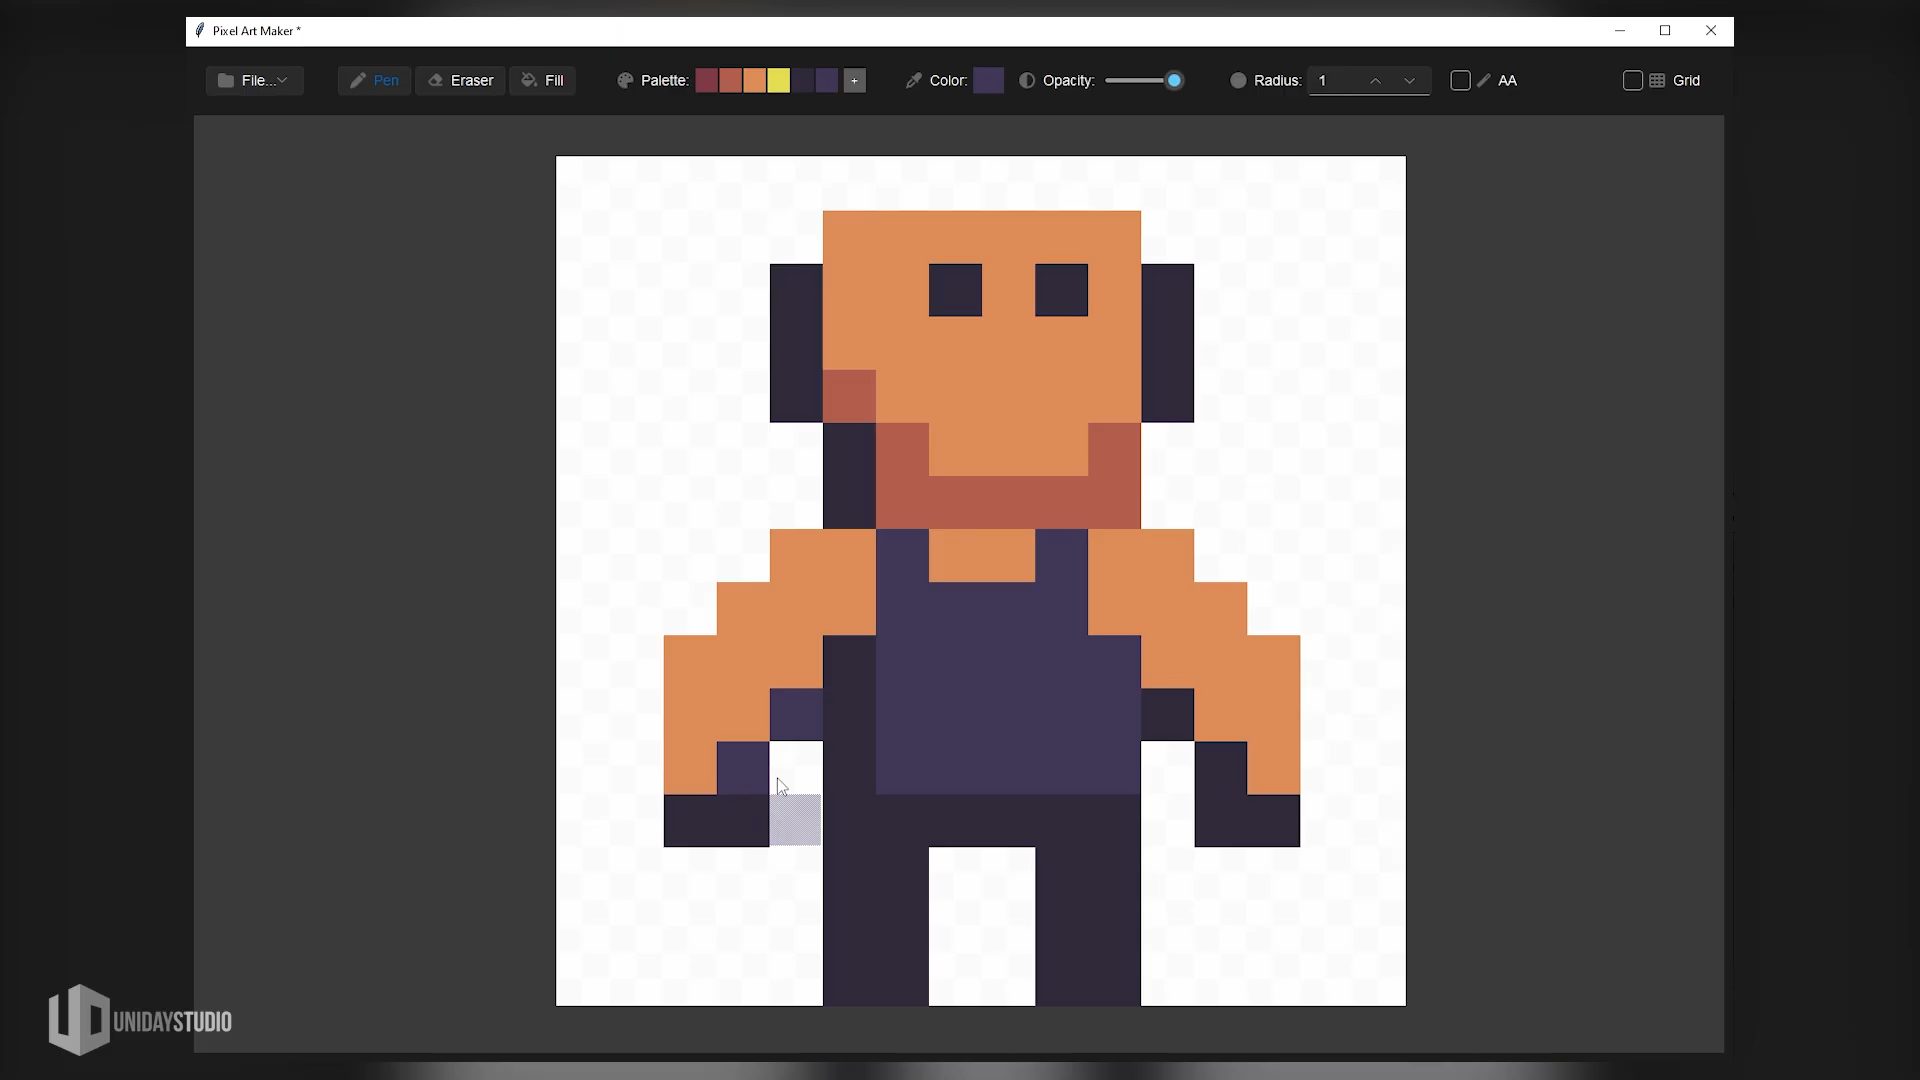 Pixel Art Maker *
File... Pen Eraser Fill Palette: + Color: Opacity: Radius: 1 AA Grid
UNIDAYSTUDIO